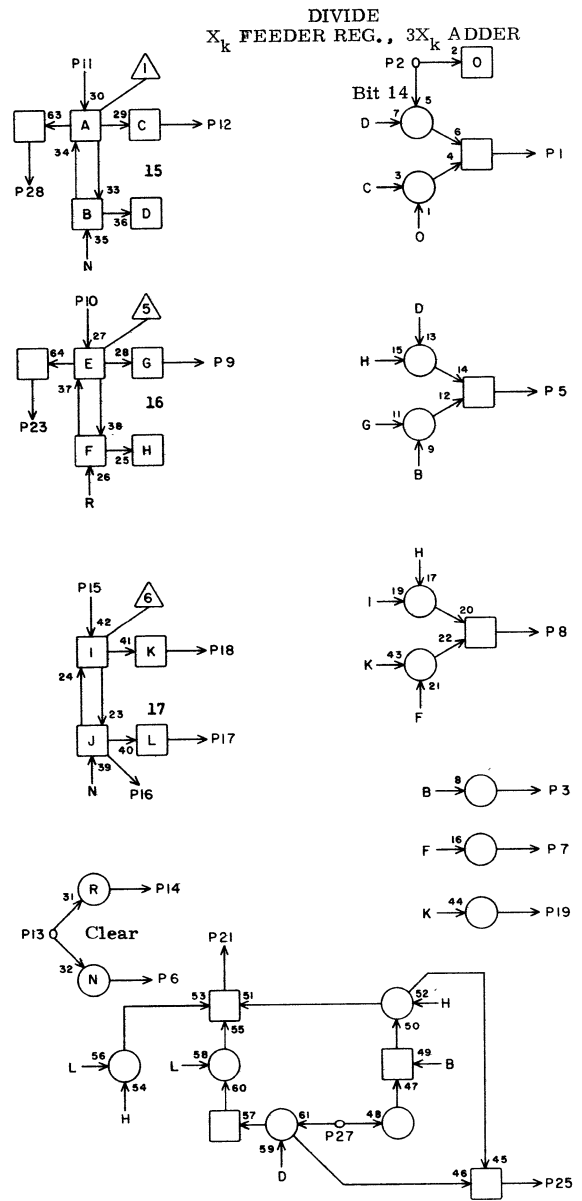 DIVIDE
X_k FEEDER REG., 3X_k ADDER
P11
1
30
63
A
29
C
P12
34
15
33
P28
B
36
D
35
N
P2
2
O
Bit 14
5
D
7
6
4
P1
C
3
1
O
P10
5
27
64
E
28
G
P9
37
16
P23
38
F
25
H
26
R
D
13
H
15
14
12
P5
G
11
9
B
P15
6
42
I
41
K
P18
24
17
23
J
40
L
P17
39
N
P16
H
17
I
19
20
22
P8
K
43
21
F
B
8
P3
F
16
P7
K
44
P19
31
R
P14
P13
Clear
32
N
P6
P21
53
51
52
H
55
50
56
L
54
H
58
L
60
49
B
47
57
61
48
P27
59
D
45
46
P25